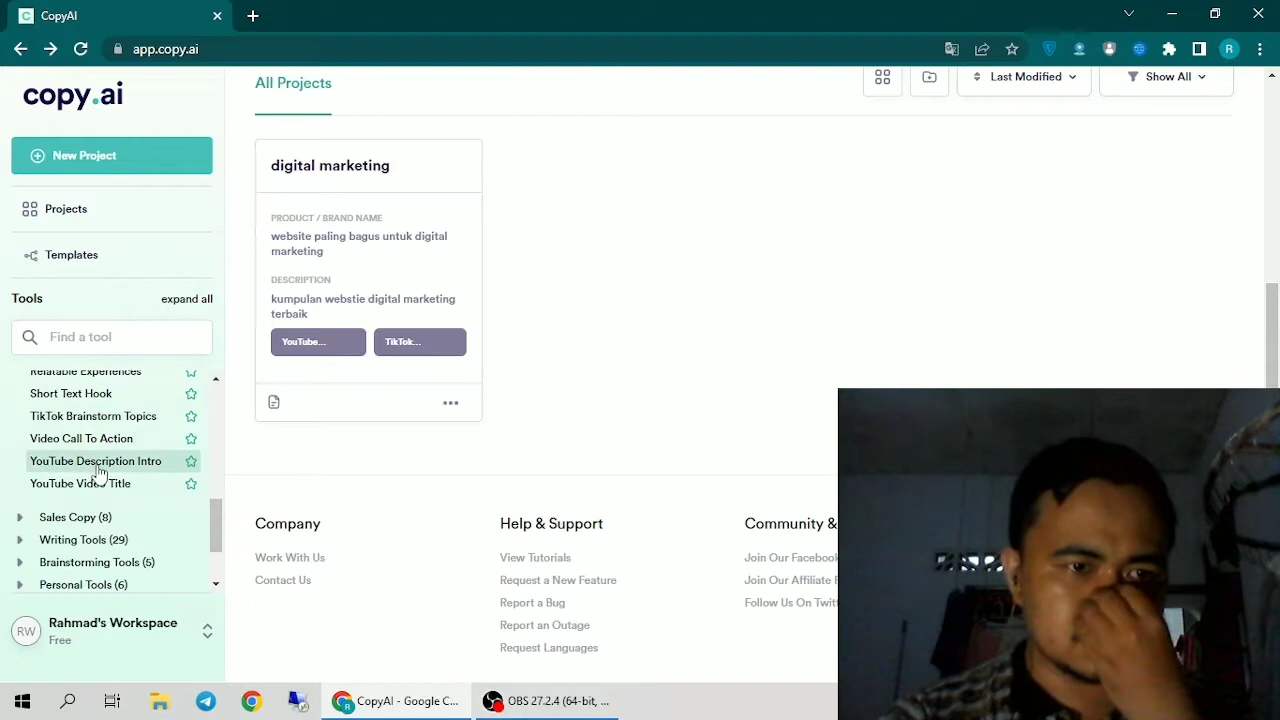 CopyAI
app.copy.ai
R
copy.ai
New Project
Projects
Templates
Tools
expand all
Find a tool
Relatable Experiences
Short Text Hook
TikTok Brainstorm Topics
Video Call To Action
YouTube Description Intro
YouTube Video Title
Sales Copy (8)
Writing Tools (29)
Brainstorming Tools (5)
Personal Tools (6)
RW
Rahmad's Workspace
Free
All Projects
Last Modified
Show All
digital marketing
PRODUCT / BRAND NAME
website paling bagus untuk digital
marketing
DESCRIPTION
kumpulan webstie digital marketing
terbaik
YouTube...
TikTok...
Company
Work With Us
Contact Us
Help & Support
View Tutorials
Request a New Feature
Report a Bug
Report an Outage
Request Languages
Community &
Join Our Facebook
Join Our Affiliate
Follow Us On Twit
CopyAI - Google C...
OBS 27.2.4 (64-bit, ...